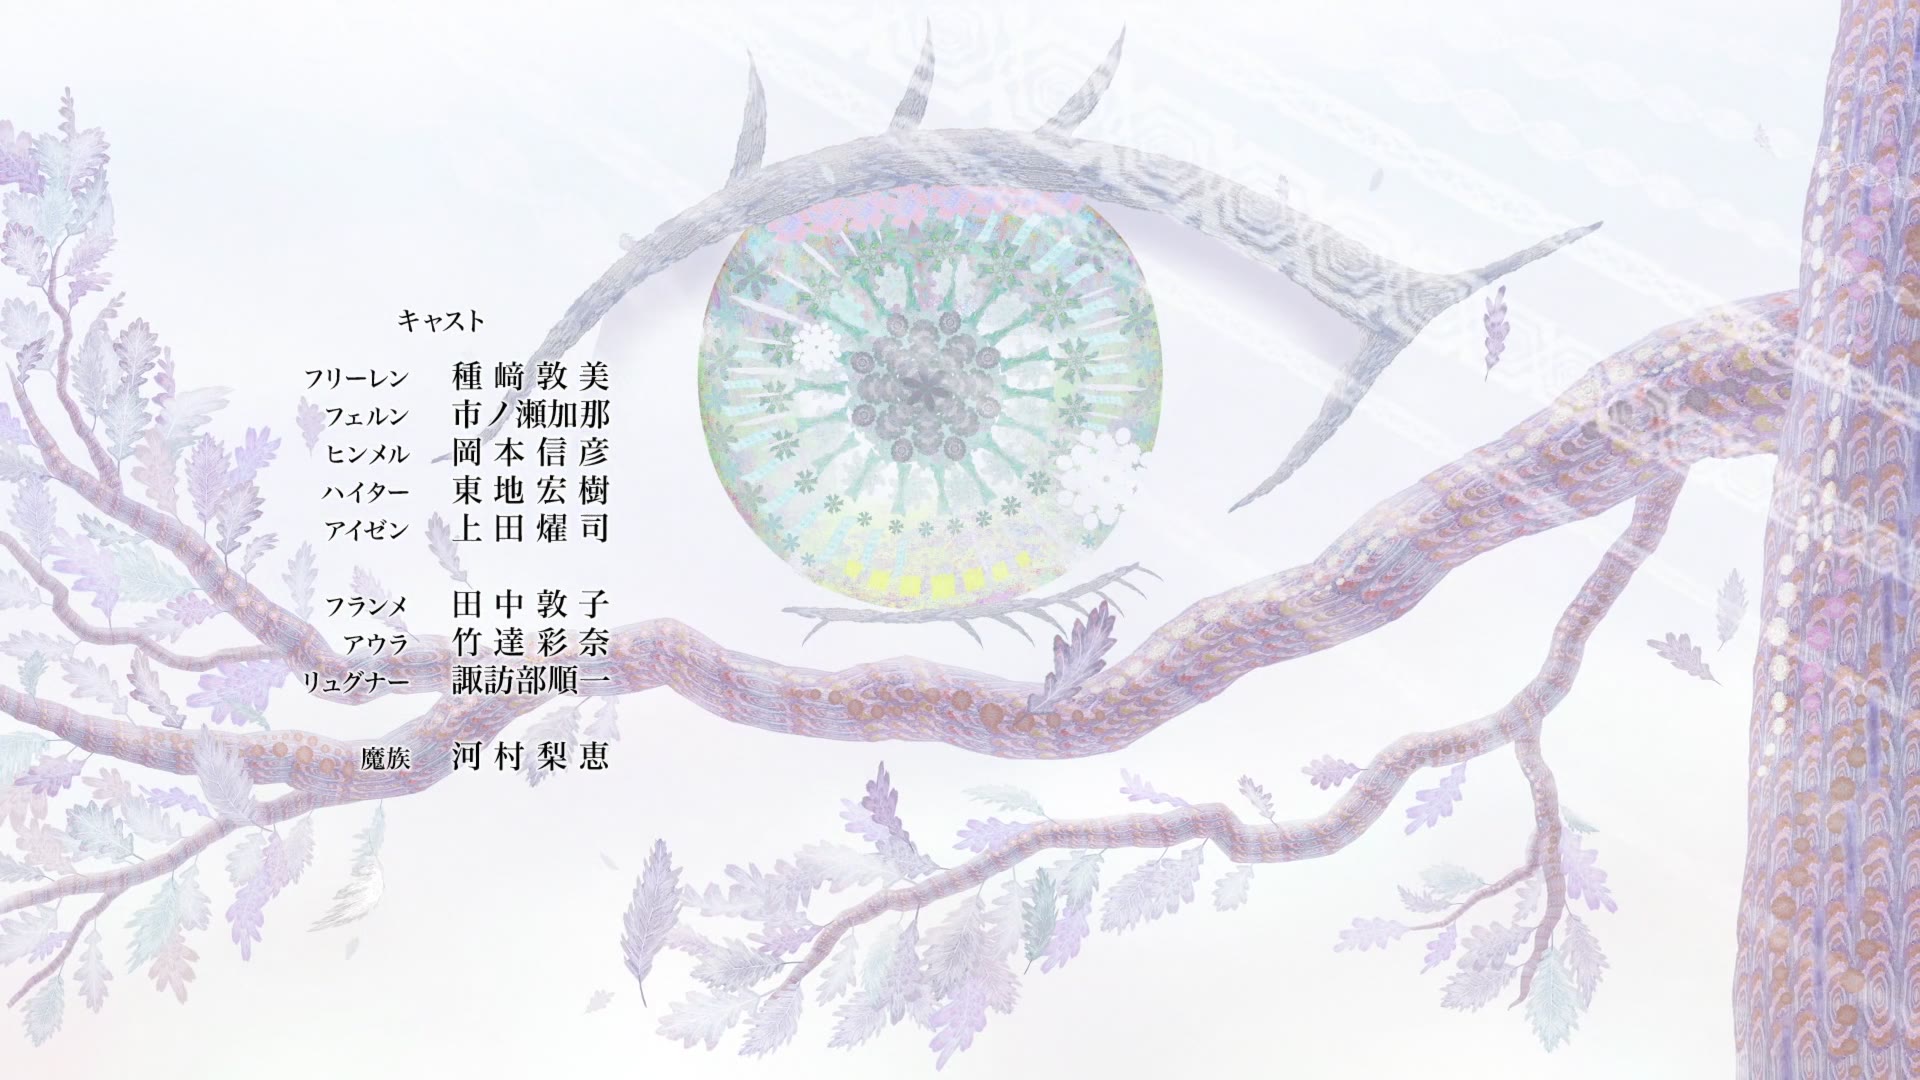 キャスト
フリーレン 種﨑敦美
フェルン 市ノ瀬加那
ヒンメル 岡本信彦
ハイター 東地宏樹
アイゼン 上田燿司
フランメ 田中敦子
アウラ 竹達彩奈
リュグナー 諏訪部順一
魔族 河村梨恵